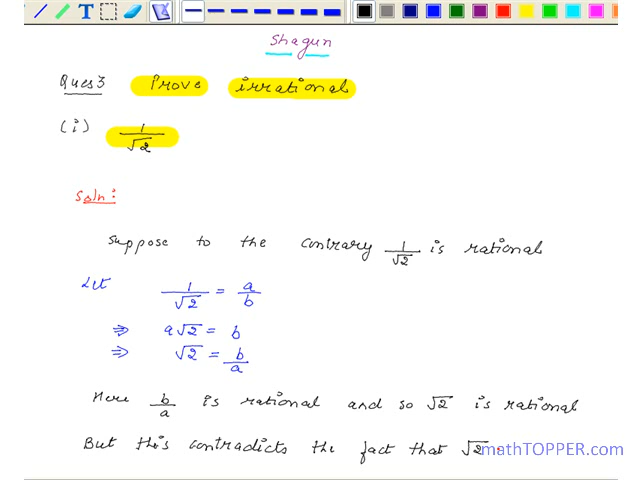 T
Shagun
Ques 3 Prove irrational
(i) 1/√2
Soln:
Suppose to the contrary 1/√2 is rational
Let 1/√2 = a/b
⇒ a√2 = b
⇒ √2 = b/a
Here b/a is rational and so √2 is rational
But this contradicts the fact that √2
mathTOPPER.com